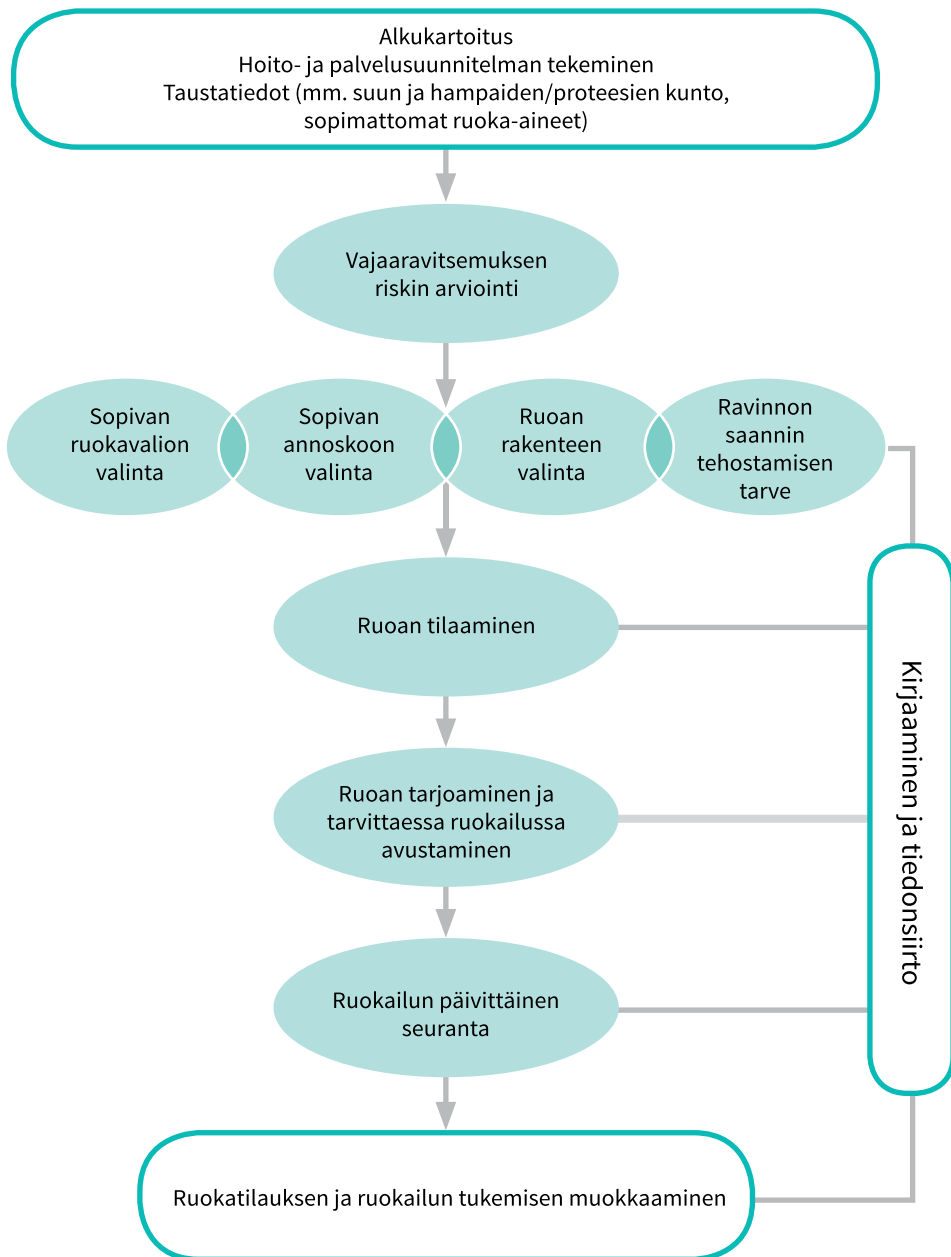 Alkukartoitus
Hoito- ja palvelusuunnitelman tekeminen
Taustatiedot (mm. suun ja hampaiden/proteesien kunto,
sopimattomat ruoka-aineet)
Vajaaravitsemuksen
riskin arviointi
Sopivan
ruokavalion
valinta
Sopivan
annoskoon
valinta
Ruoan
rakenteen
valinta
Ravinnon
saannin
tehostamisen
tarve
Ruoan tilaaminen
Ruoan tarjoaminen ja
tarvittaessa ruokailussa
avustaminen
Ruokailun päivittäinen
seuranta
Kirjaaminen ja tiedonsiirto
Ruokatilauksen ja ruokailun tukemisen muokkaaminen